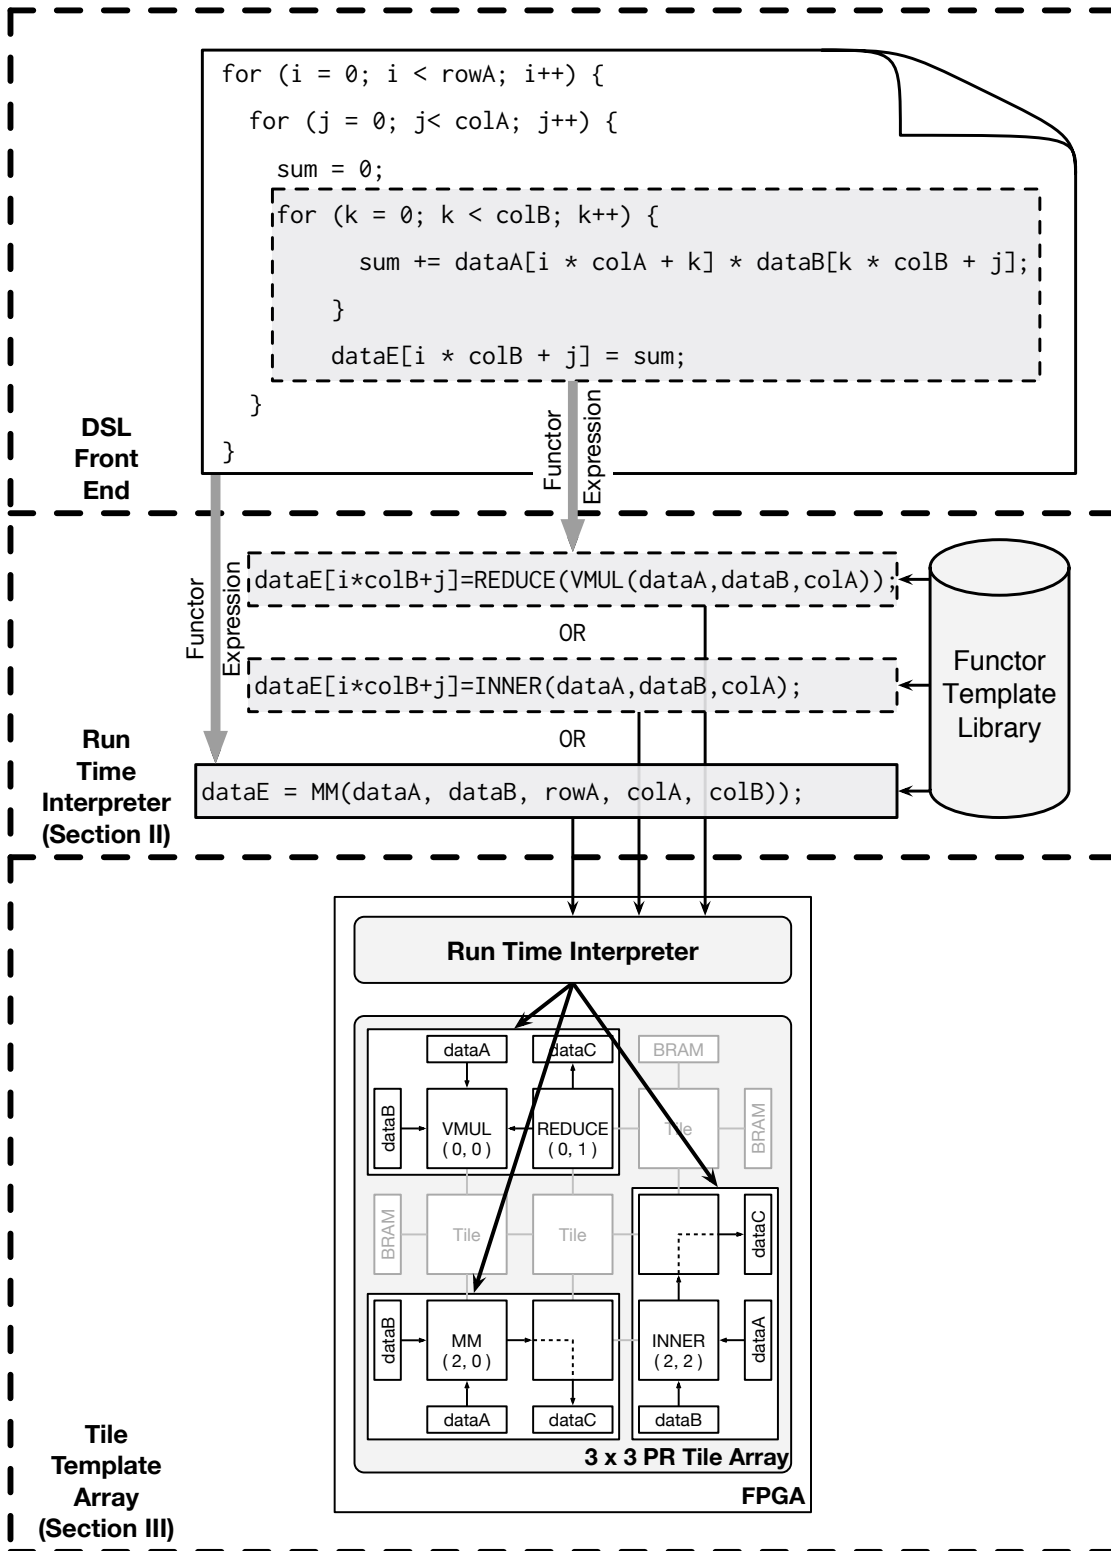 for (i = 0; i < rowA; i++) {
for (j = 0; j< colA; j++) {
sum = 0;
for (k = 0; k < colB; k++) {
sum += dataA[i * colA + k] * dataB[k * colB + j];
}
dataE[i * colB + j] = sum;
}
}
DSL
Front
End
Functor
Expression
Functor
Expression
dataE[i*colB+j]=REDUCE(VMUL(dataA,dataB,colA));
OR
dataE[i*colB+j]=INNER(dataA,dataB,colA);
OR
dataE = MM(dataA, dataB, rowA, colA, colB));
Functor
Template
Library
Run
Time
Interpreter
(Section II)
Run Time Interpreter
dataA
dataC
BRAM
dataB
VMUL
(0, 0)
REDUCE
(0, 1)
Tile
BRAM
BRAM
Tile
Tile
dataC
dataB
MM
(2, 0)
INNER
(2, 2)
dataA
dataA
dataC
dataB
3 x 3 PR Tile Array
FPGA
Tile
Template
Array
(Section III)